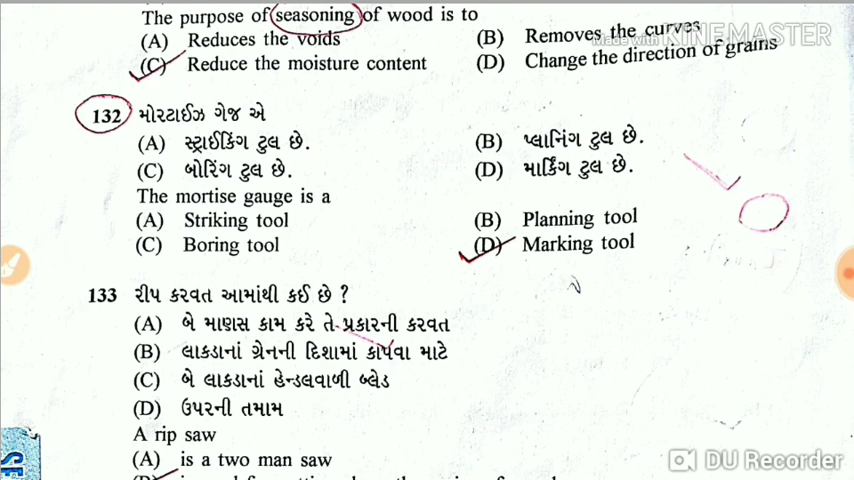 The purpose of seasoning of wood is to
(A) Reduces the voids (B) Removes the curves
Made with KINEMASTER
(C) Reduce the moisture content (D) Change the direction of grains
132 મોરટાઈઝ ગેજ એ
(A) સ્ટ્રાઈકિંગ ટુલ છે. (B) પ્લાનિંગ ટુલ છે.
(C) બોરિંગ ટુલ છે. (D) માર્કિંગ ટુલ છે.
The mortise gauge is a
(A) Striking tool (B) Planning tool
(C) Boring tool (D) Marking tool
133 રીપ કરવત આમાંથી કઈ છે ?
(A) બે માણસ કામ કરે તે પ્રકારની કરવત
(B) લાકડાનાં ગ્રેનની દિશામાં કાપવા માટે
(C) બે લાકડાનાં હેન્ડલવાળી બ્લેડ
(D) ઉપરની તમામ
A rip saw
(A) is a two man saw
DU Recorder